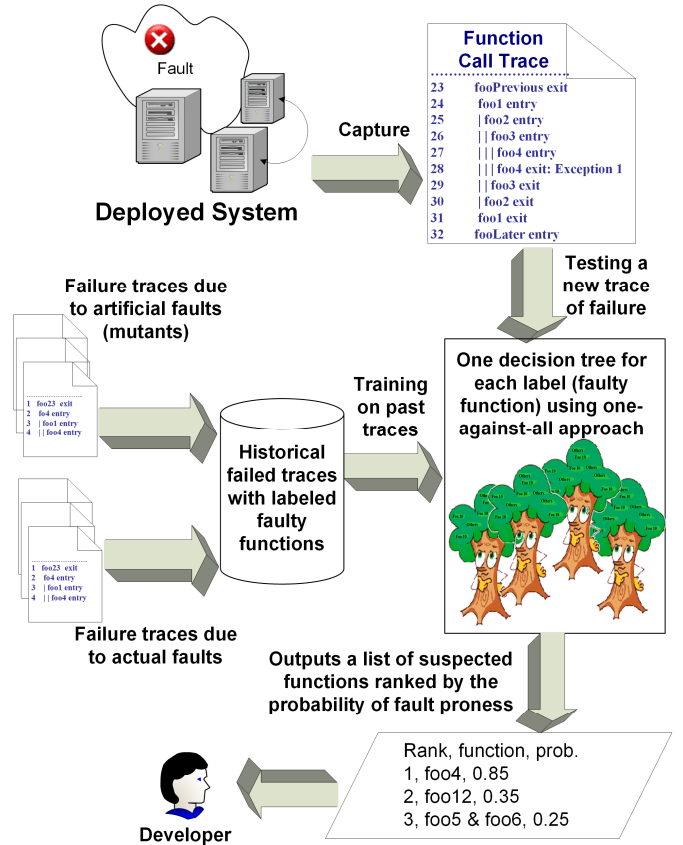 Fault
Deployed System
Capture
Function
Call Trace
23 fooPrevious exit
24 foo1 entry
25 | foo2 entry
26 | | foo3 entry
27 | | | foo4 entry
28 | | | foo4 exit: Exception 1
29 | | foo3 exit
30 | foo2 exit
31 foo1 exit
32 fooLater entry
Testing a
new trace
of failure
Failure traces due
to artificial faults
(mutants)
1 foo23 exit
2 fo4 entry
3 | foo1 entry
4 | | foo4 entry
Historical
failed traces
with labeled
faulty
functions
Training
on past
traces
One decision tree for
each label (faulty
function) using one-
against-all approach
1 foo23 exit
2 fo4 entry
3 | foo1 entry
4 | | foo4 entry
Failure traces due
to actual faults
Outputs a list of suspected
functions ranked by the
probability of fault proness
Rank, function, prob.
1, foo4, 0.85
2, foo12, 0.35
3, foo5 & foo6, 0.25
Developer